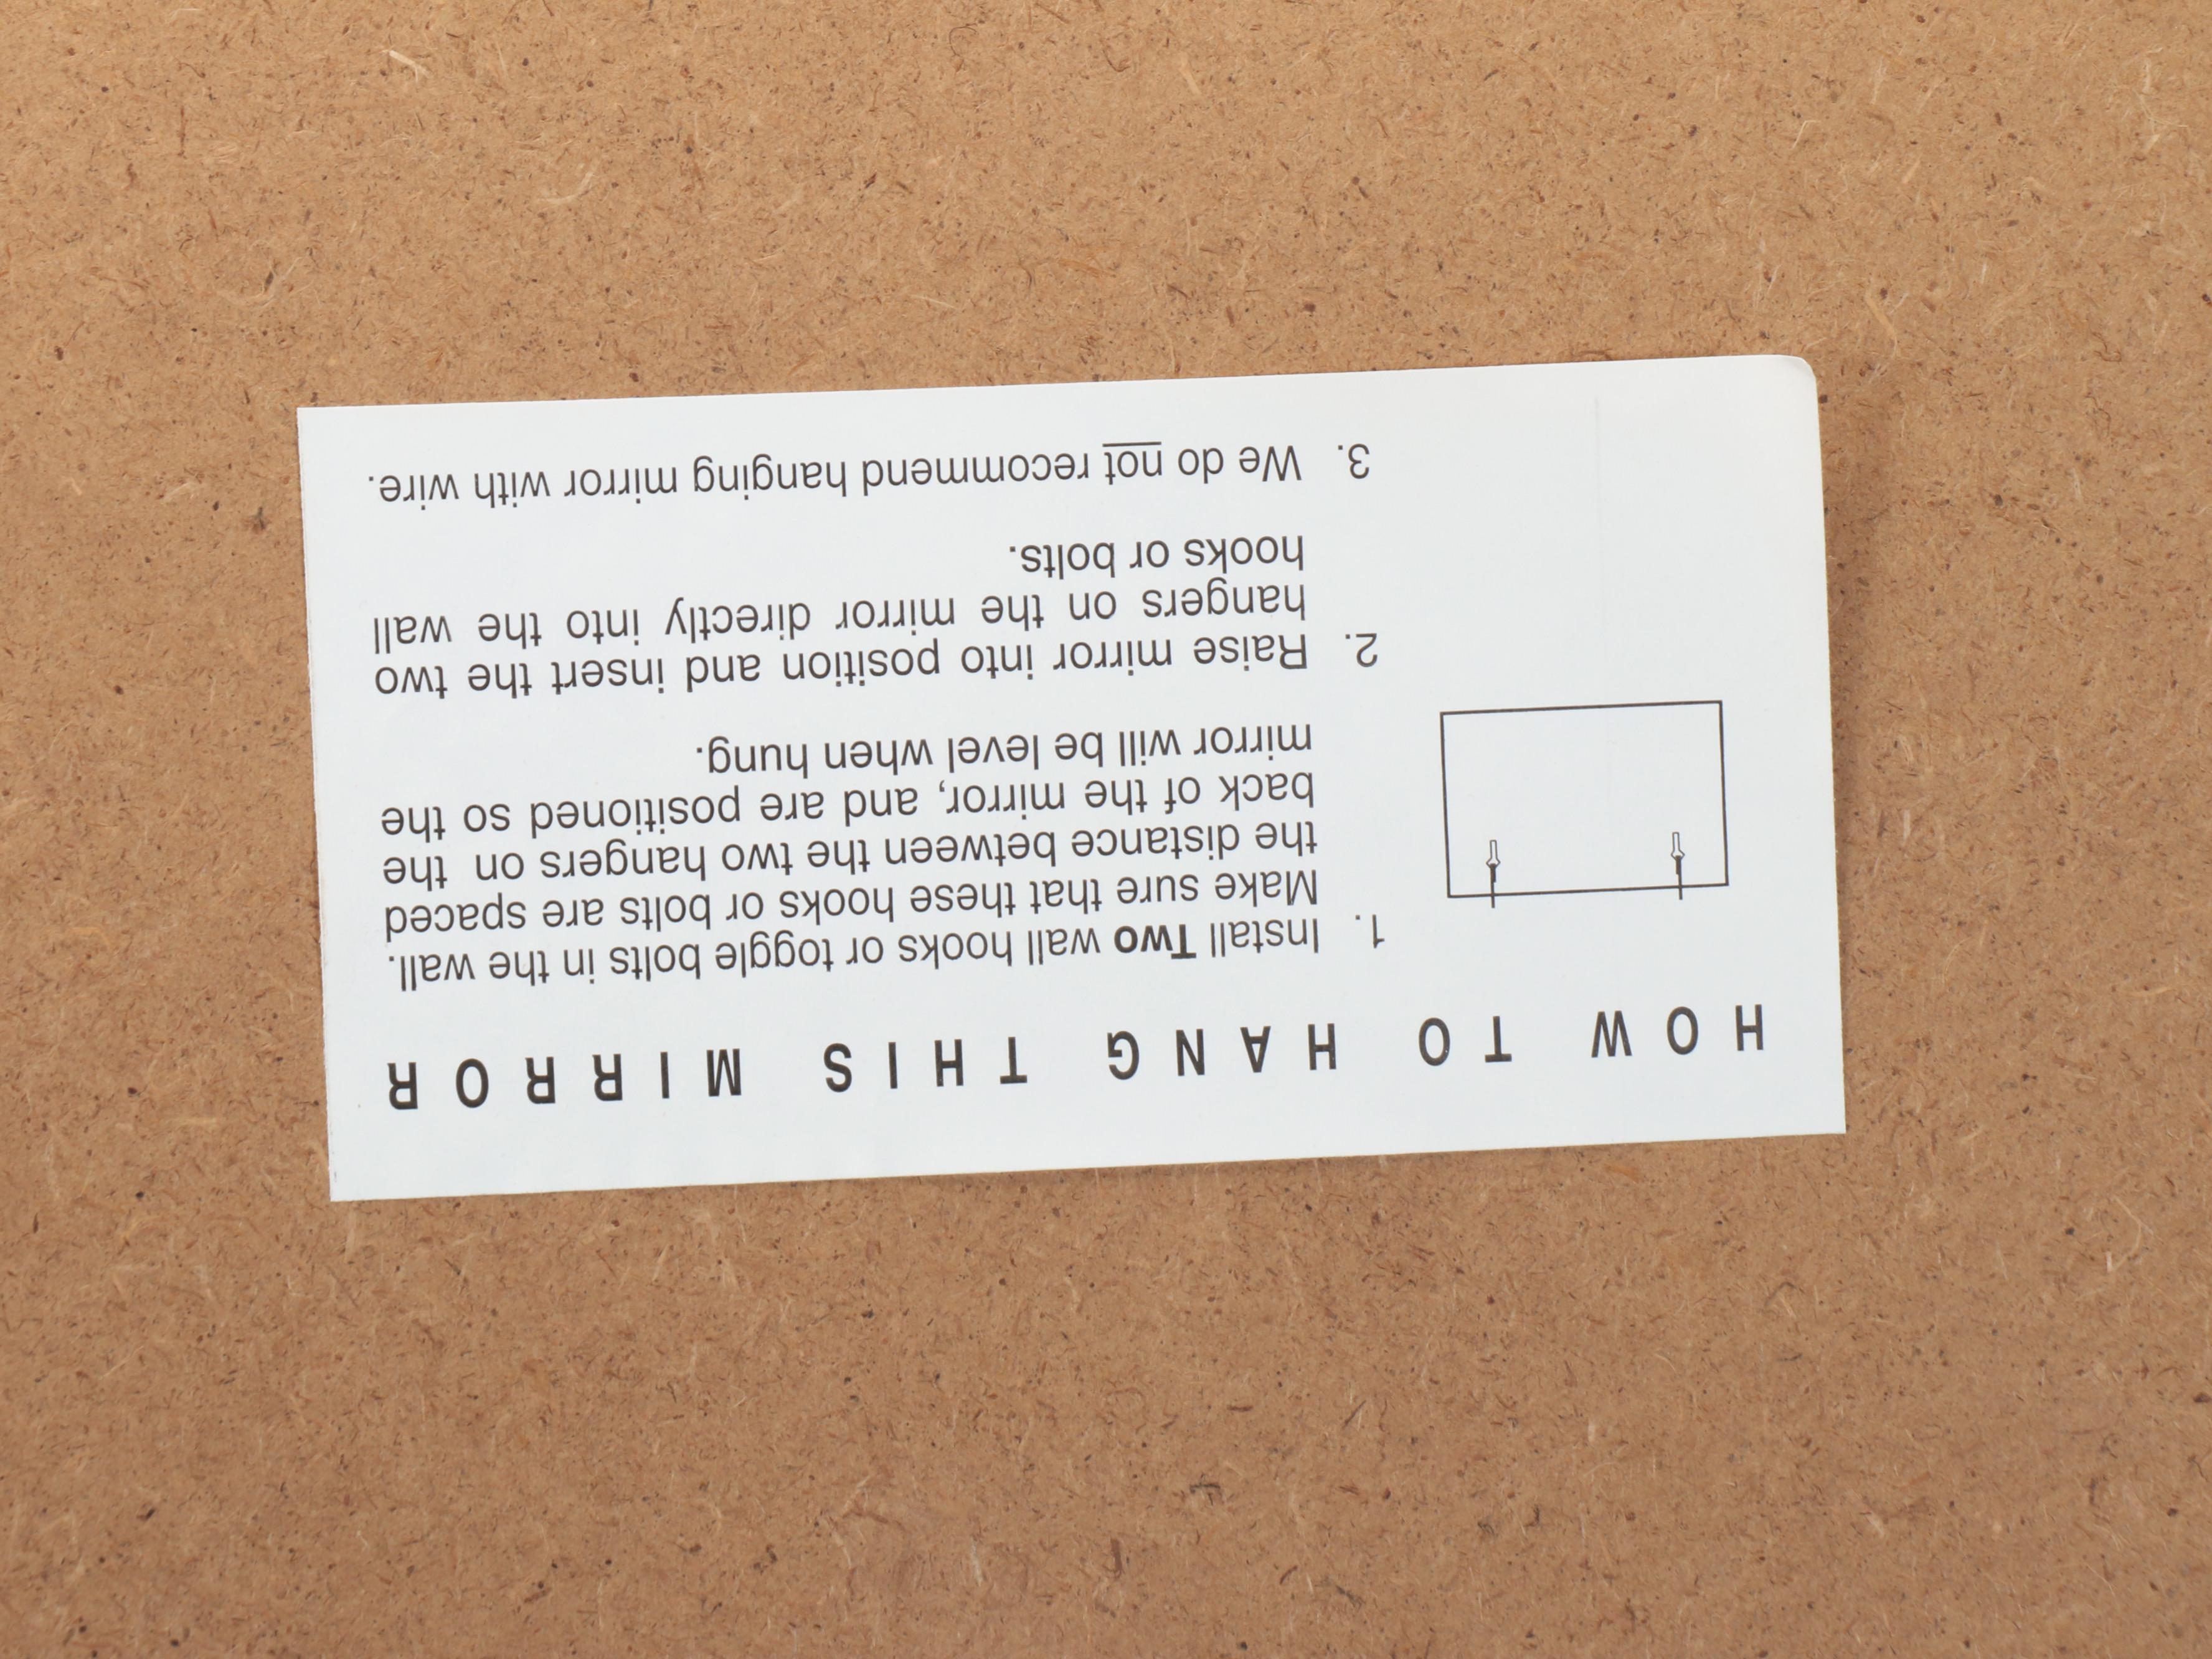 HOW TO HANG THIS MIRROR
1. Install Two wall hooks or toggle bolts in the wall.
Make sure that these hooks or bolts are spaced
the distance between the two hangers on the
back of the mirror, and are positioned so the
mirror will be level when hung.
2. Raise mirror into position and insert the two
hangers on the mirror directly into the wall
hooks or bolts.
3. We do not recommend hanging mirror with wire.